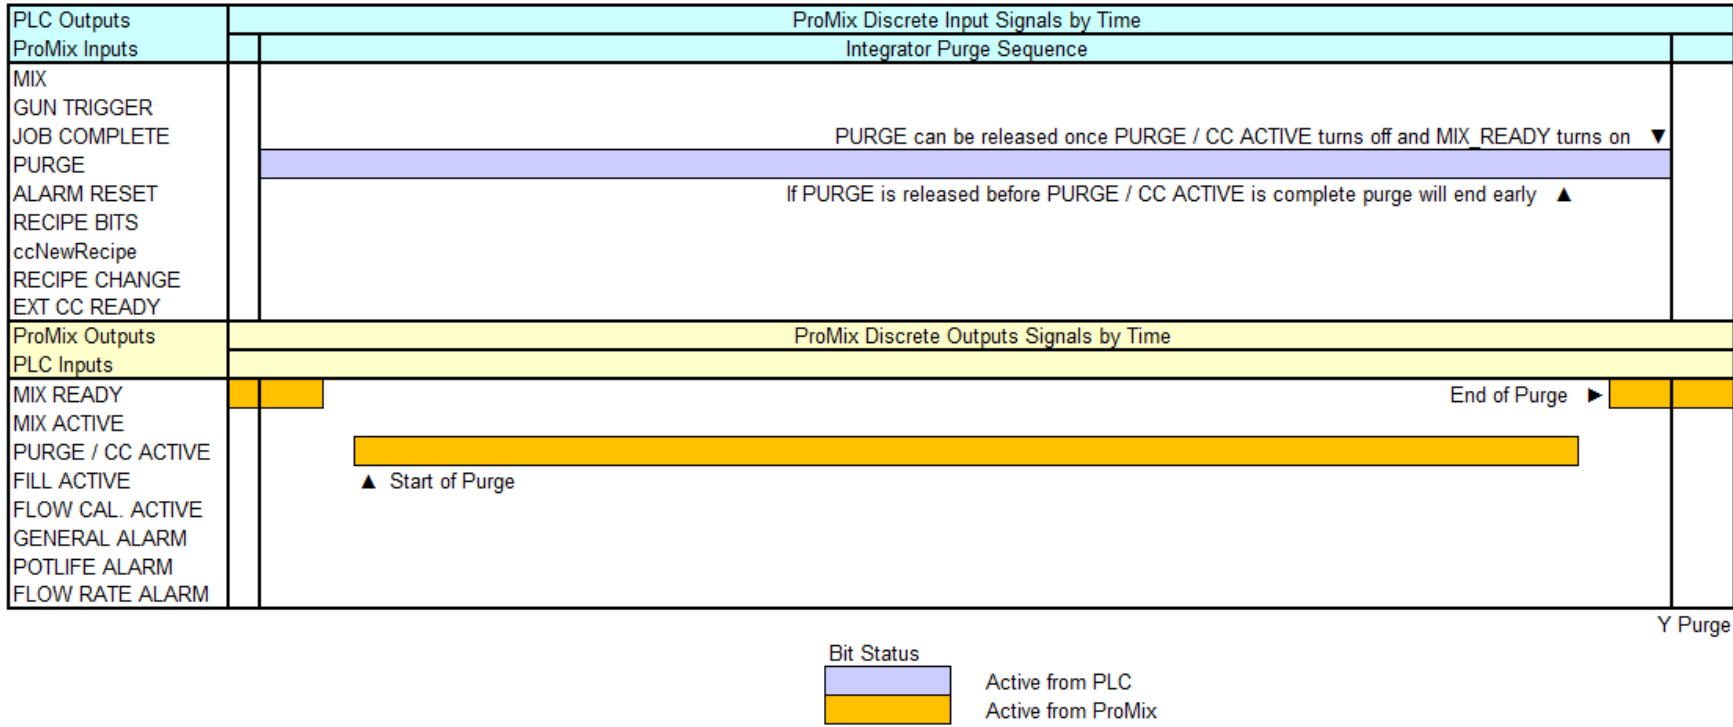 PLC Outputs ProMix Discrete Input Signals by Time
ProMix Inputs Integrator Purge Sequence
MIX
GUN TRIGGER
JOB COMPLETE PURGE can be released once PURGE / CC ACTIVE turns off and MIX_READY turns on ▼
PURGE
ALARM RESET If PURGE is released before PURGE / CC ACTIVE is complete purge will end early ▲
RECIPE BITS
ccNewRecipe
RECIPE CHANGE
EXT CC READY
ProMix Outputs ProMix Discrete Outputs Signals by Time
PLC Inputs
MIX READY End of Purge ►
MIX ACTIVE
PURGE / CC ACTIVE
FILL ACTIVE ▲ Start of Purge
FLOW CAL. ACTIVE
GENERAL ALARM
POTLIFE ALARM
FLOW RATE ALARM
Y Purge
Bit Status
Active from PLC
Active from ProMix